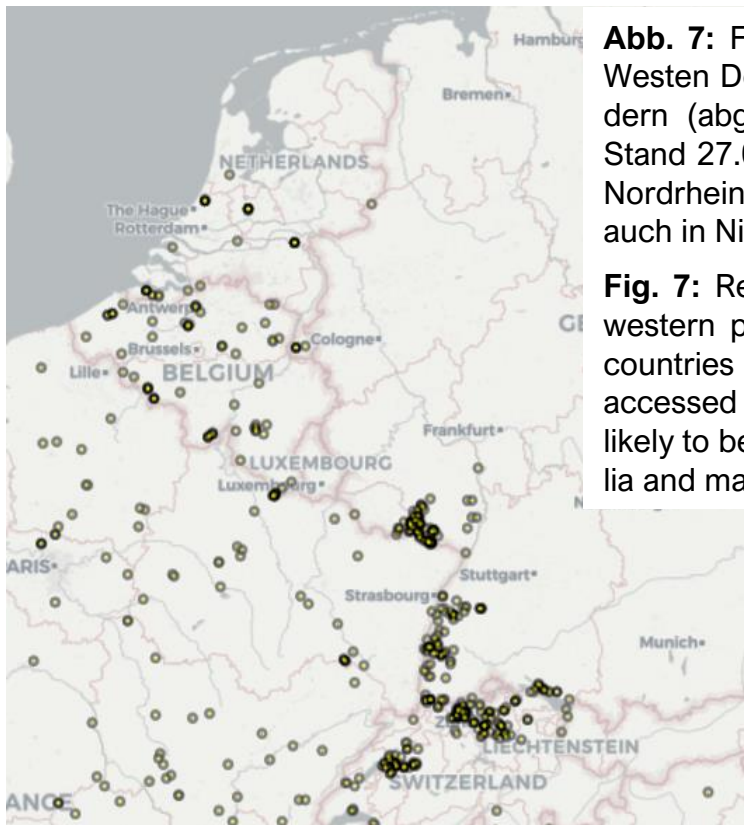 Abb. 7: F
Westen De
dern (abg
Stand 27.0
Nordrhein
auch in Ni
Fig. 7: Re
western p
countries
accessed
likely to be
lia and ma
Hamburg
Bremen
NETHERLANDS
The Hague
Rotterdam
Antwerp
Brussels
Cologne
Lille
BELGIUM
Frankfurt
LUXEMBOURG
Luxembourg
ARIS
Stuttgart
Strasbourg
Munich
LIECHTENSTEIN
SWITZERLAND
ANCE